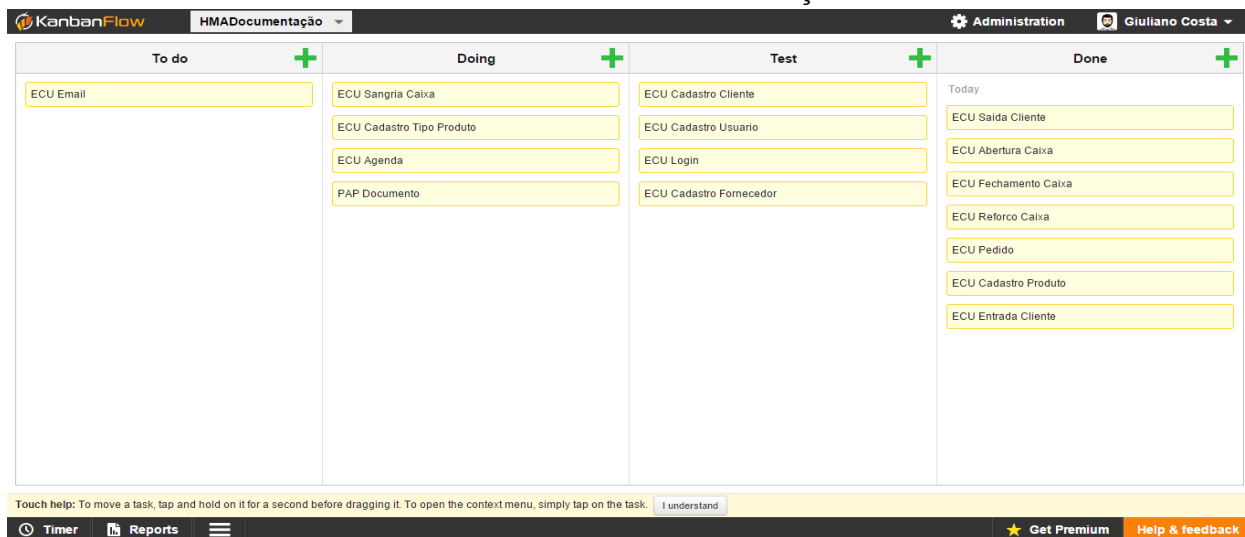 KanbanFlow HMADocumentação Administration Giuliano Costa
To do
ECU Email
Doing
ECU Sangria Caixa
ECU Cadastro Tipo Produto
ECU Agenda
PAP Documento
Test
ECU Cadastro Cliente
ECU Cadastro Usuario
ECU Login
ECU Cadastro Fornecedor
Done
Today
ECU Saida Cliente
ECU Abertura Caixa
ECU Fechamento Caixa
ECU Reforco Caixa
ECU Pedido
ECU Cadastro Produto
ECU Entrada Cliente
Touch help: To move a task, tap and hold on it for a second before dragging it. To open the context menu, simply tap on the task. I understand
Timer Reports Get Premium Help & feedback